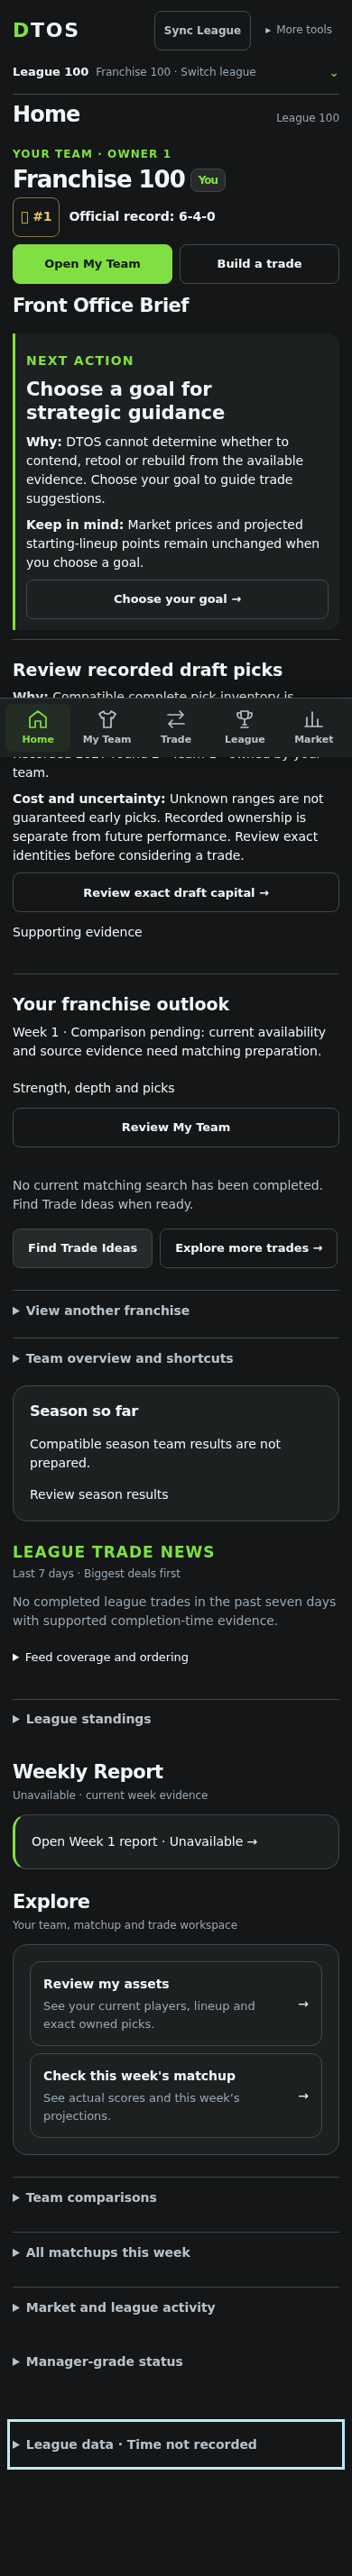 DTOS
Sync League
▸ More tools
League 100 Franchise 100 · Switch league
Home
League 100
YOUR TEAM · OWNER 1
Franchise 100 You
#1 Official record: 6-4-0
Open My Team
Build a trade
Front Office Brief
NEXT ACTION
Choose a goal for
strategic guidance
Why: DTOS cannot determine whether to
contend, retool or rebuild from the available
evidence. Choose your goal to guide trade
suggestions.
Keep in mind: Market prices and projected
starting-lineup points remain unchanged when
you choose a goal.
Choose your goal →
Review recorded draft picks
Why: Compatible complete pick inventory is
Home
My Team
Trade
League
Market
team.
Cost and uncertainty: Unknown ranges are not
guaranteed early picks. Recorded ownership is
separate from future performance. Review exact
identities before considering a trade.
Review exact draft capital →
Supporting evidence
Your franchise outlook
Week 1 · Comparison pending: current availability
and source evidence need matching preparation.
Strength, depth and picks
Review My Team
No current matching search has been completed.
Find Trade Ideas when ready.
Find Trade Ideas
Explore more trades →
▶ View another franchise
▶ Team overview and shortcuts
Season so far
Compatible season team results are not
prepared.
Review season results
LEAGUE TRADE NEWS
Last 7 days · Biggest deals first
No completed league trades in the past seven days
with supported completion-time evidence.
▶ Feed coverage and ordering
▶ League standings
Weekly Report
Unavailable · current week evidence
Open Week 1 report · Unavailable →
Explore
Your team, matchup and trade workspace
Review my assets
See your current players, lineup and
exact owned picks.
→
Check this week's matchup
See actual scores and this week’s
projections.
→
▶ Team comparisons
▶ All matchups this week
▶ Market and league activity
▶ Manager-grade status
▶ League data · Time not recorded